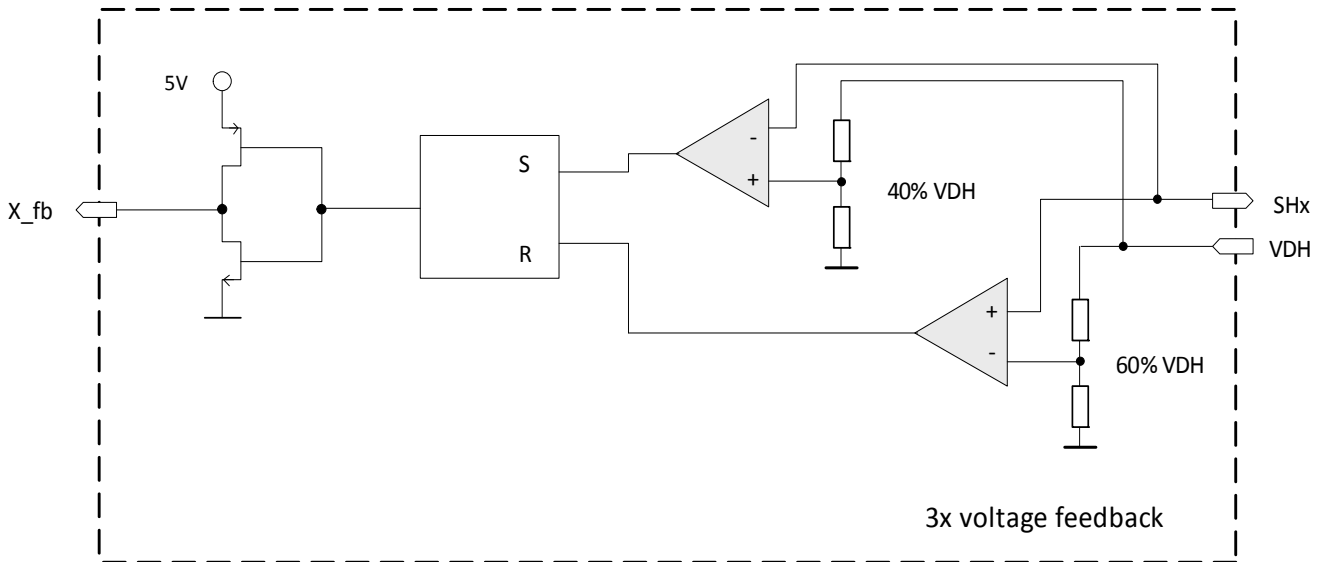 5V
S
-
+
40% VDH
X_fb
R
SHx
VDH
+
-
60% VDH
3x voltage feedback